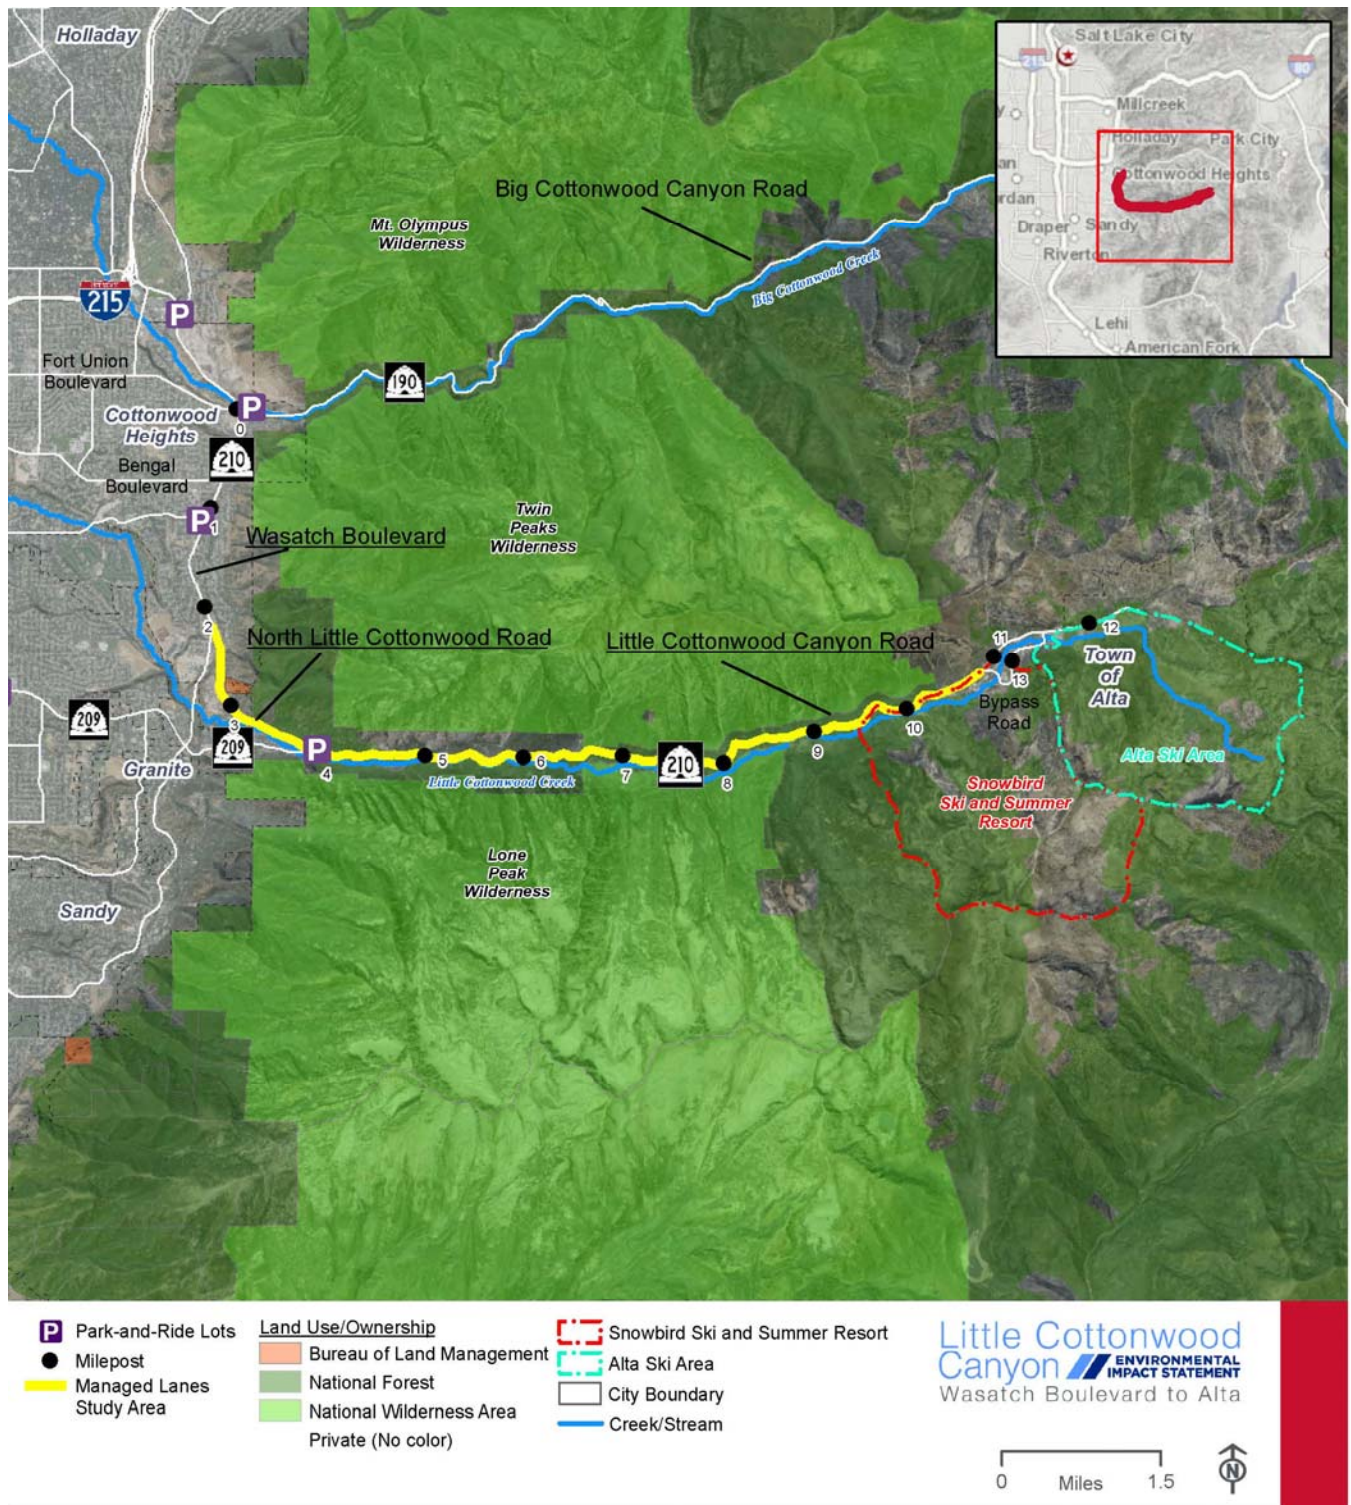 Holladay
Salt Lake City
215
80
Millcreek
Holladay
Park City
Cottonwood Heights
Draper
Sandy
Riverton
Lehi
American Fork
Big Cottonwood Canyon Road
Mt. Olympus
Wilderness
Big Cottonwood Creek
INTERSTATE
215
P
Fort Union
Boulevard
190
P
0
Cottonwood
Heights
210
Bengal
Boulevard
P
1
Twin
Peaks
Wilderness
Wasatch Boulevard
2
North Little Cottonwood Road
Little Cottonwood Canyon Road
11
12
13
Town
of
Alta
Bypass
Road
10
209
3
209
P
4
Granite
5
6
7
210
8
9
Little Cottonwood Creek
Alta Ski Area
Snowbird
Ski and Summer
Resort
Lone
Peak
Wilderness
Sandy
P Park-and-Ride Lots
Milepost
Managed Lanes
Study Area
Land Use/Ownership
Bureau of Land Management
National Forest
National Wilderness Area
Private (No color)
Snowbird Ski and Summer Resort
Alta Ski Area
City Boundary
Creek/Stream
Little Cottonwood
Canyon ENVIRONMENTAL
IMPACT STATEMENT
Wasatch Boulevard to Alta
0 Miles 1.5
N